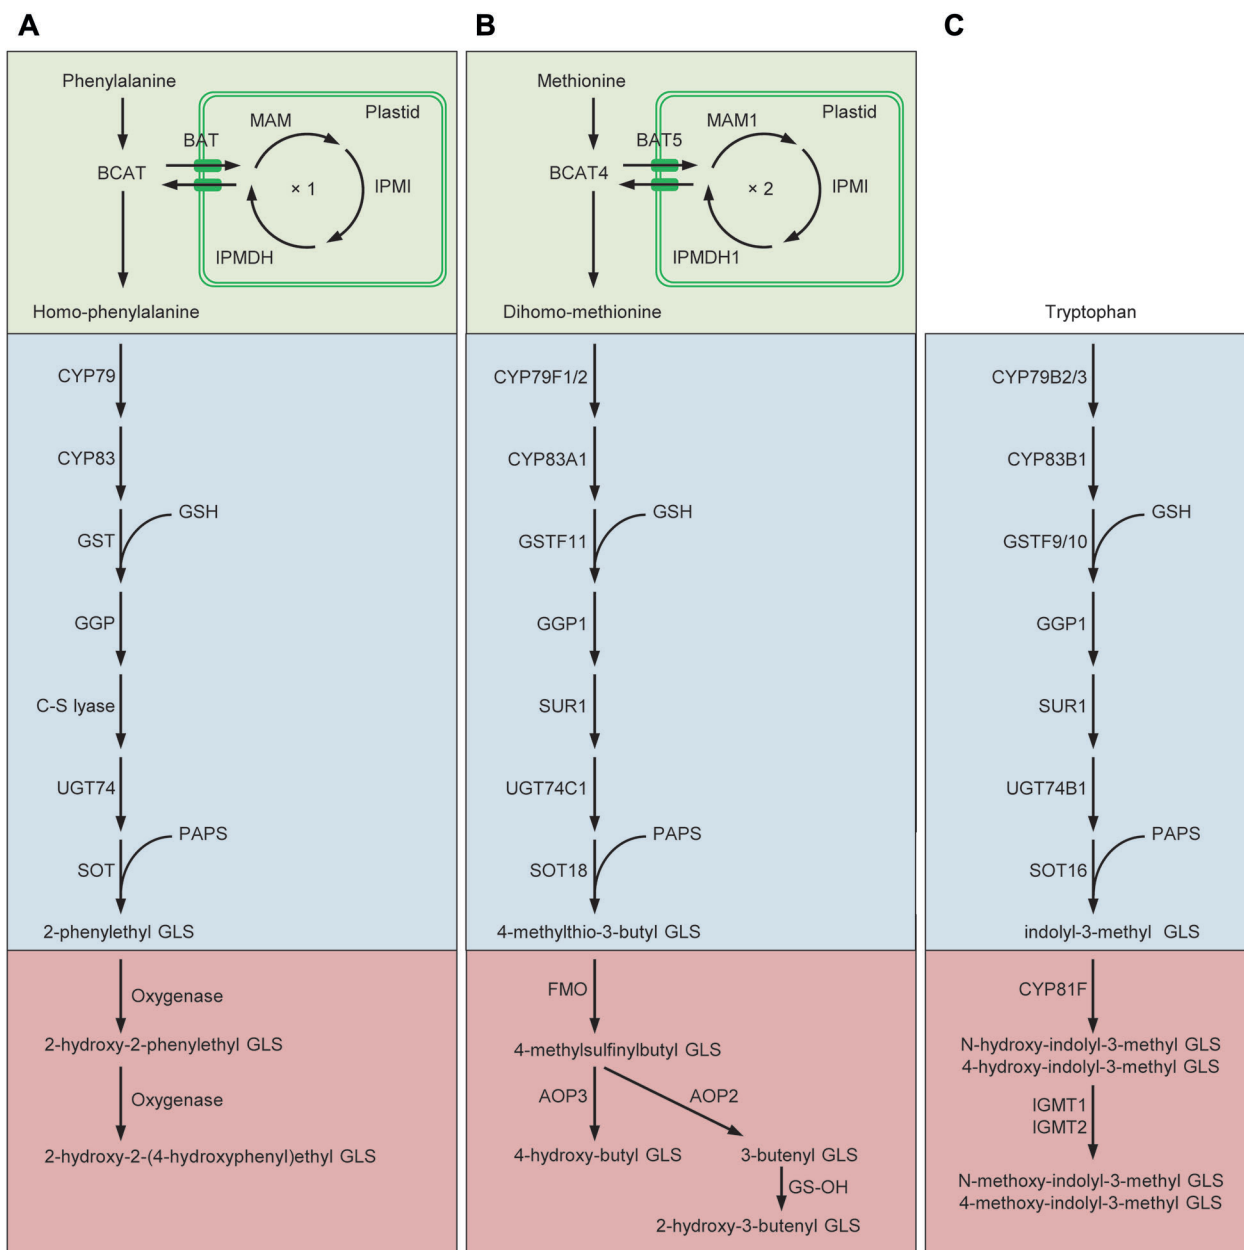 A
Phenylalanine
BCAT
BAT
MAM
Plastid
× 1
IPMI
IPMDH
Homo-phenylalanine
CYP79
CYP83
GST
GSH
GGP
C-S lyase
UGT74
PAPS
SOT
2-phenylethyl GLS
Oxygenase
2-hydroxy-2-phenylethyl GLS
Oxygenase
2-hydroxy-2-(4-hydroxyphenyl)ethyl GLS
B
Methionine
BCAT4
BAT5
MAM1
Plastid
× 2
IPMI
IPMDH1
Dihomo-methionine
CYP79F1/2
CYP83A1
GSH
GSTF11
GGP1
SUR1
UGT74C1
PAPS
SOT18
4-methylthio-3-butyl GLS
FMO
4-methylsulfinylbutyl GLS
AOP3
AOP2
4-hydroxy-butyl GLS
3-butenyl GLS
GS-OH
2-hydroxy-3-butenyl GLS
C
Tryptophan
CYP79B2/3
CYP83B1
GSH
GSTF9/10
GGP1
SUR1
UGT74B1
PAPS
SOT16
indolyl-3-methyl GLS
CYP81F
N-hydroxy-indolyl-3-methyl GLS
4-hydroxy-indolyl-3-methyl GLS
IGMT1
IGMT2
N-methoxy-indolyl-3-methyl GLS
4-methoxy-indolyl-3-methyl GLS